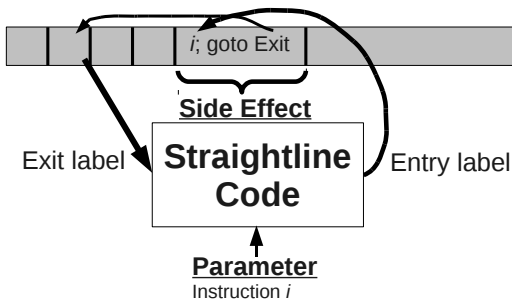 i; goto Exit
Side Effect
Exit label
Straightline
Code
Entry label
Parameter
Instruction i